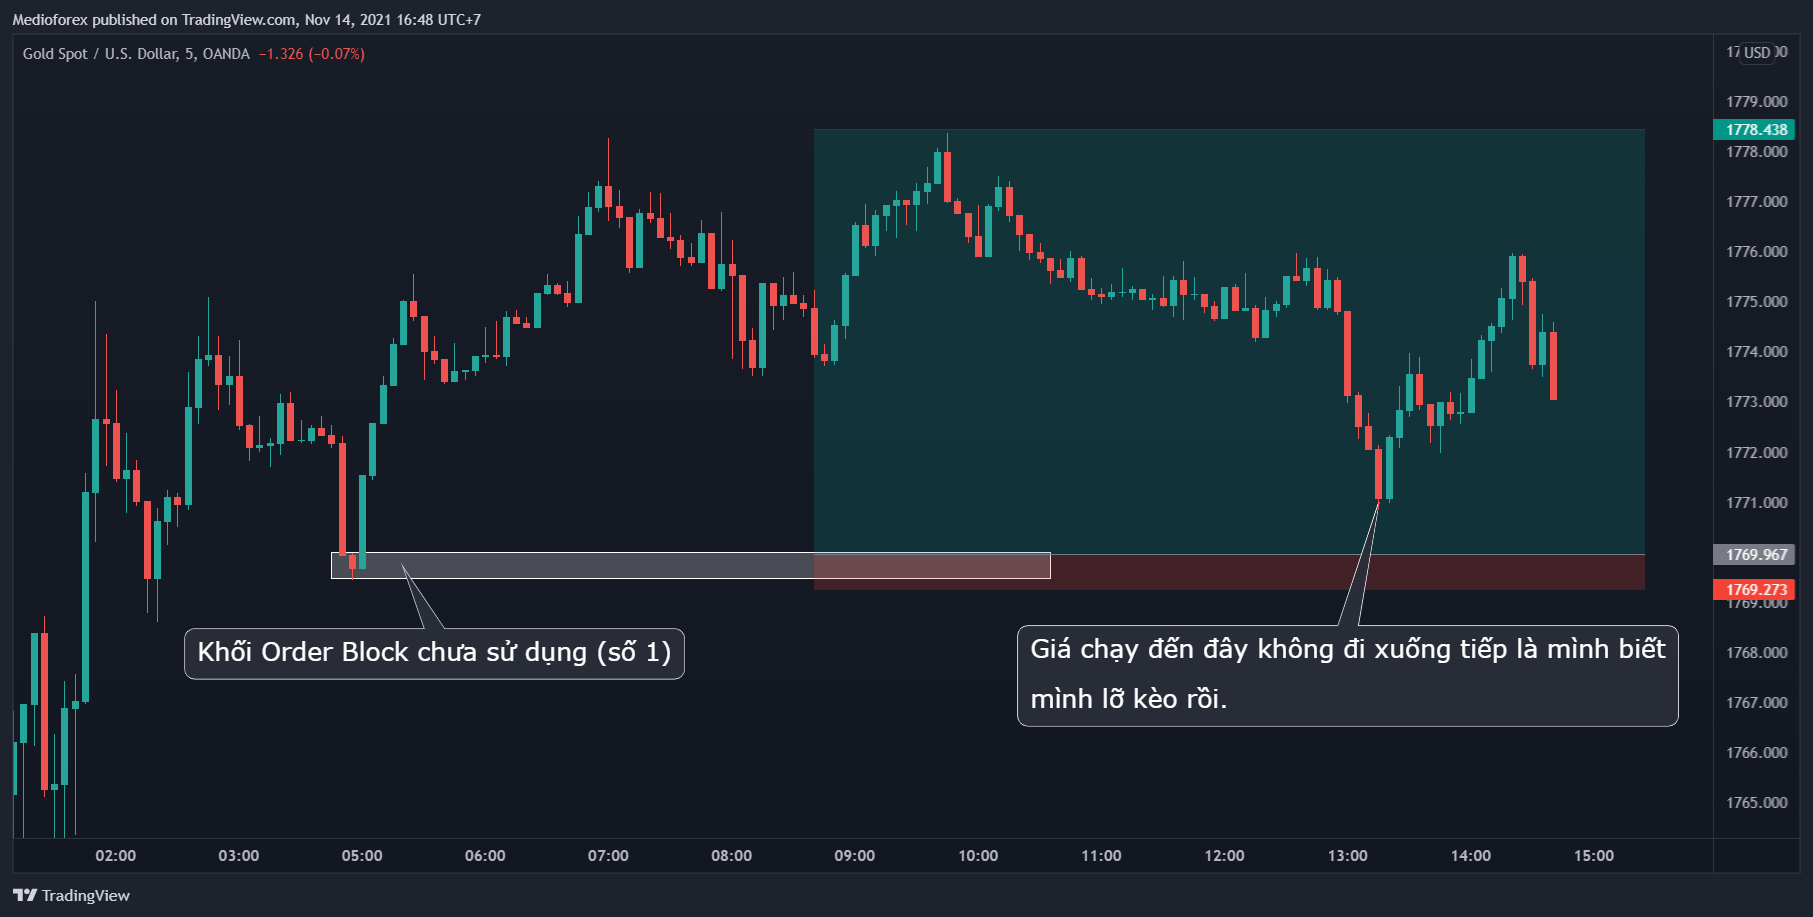 Medioforex published on TradingView.com, Nov 14, 2021 16:48 UTC+7
Gold Spot / U.S. Dollar, 5, OANDA −1.326 (−0.07%)
USD
1779.000
1778.438
1778.000
1777.000
1776.000
1775.000
1774.000
1773.000
1772.000
1771.000
1769.967
1769.273
1769.000
1768.000
1767.000
1766.000
1765.000
Khối Order Block chưa sử dụng (số 1)
Giá chạy đến đây không đi xuống tiếp là mình biết
mình lỡ kèo rồi.
02:00 03:00 05:00 06:00 07:00 08:00 09:00 10:00 11:00 12:00 13:00 14:00 15:00
TradingView